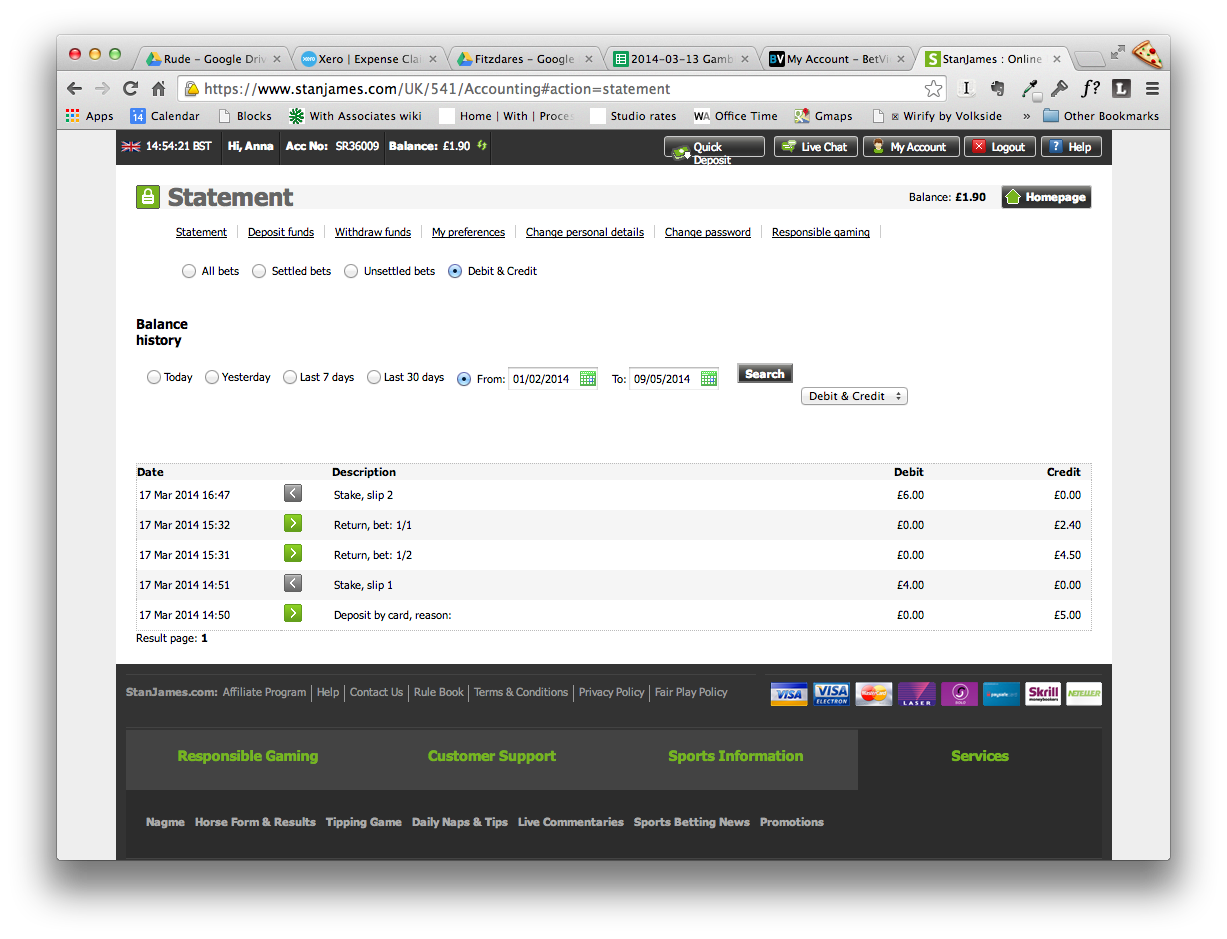 Rude – Google Driv
xero Xero | Expense Clai
Fitzdares – Google
2014-03-13 Gamb
BV My Account – BetVi
S StanJames : Online
https://www.stanjames.com/UK/541/Accounting#action=statement
I f? L
Apps 14 Calendar Blocks With Associates wiki Home | With | Proces Studio rates WA Office Time Gmaps Wirify by Volkside » Other Bookmarks
14:54:21 BST Hi, Anna Acc No: SR36009 Balance: £1.90 Quick Deposit Live Chat My Account Logout Help
Statement Balance: £1.90 Homepage
Statement Deposit funds Withdraw funds My preferences Change personal details Change password Responsible gaming
All bets Settled bets Unsettled bets Debit & Credit
Balance
history
Today Yesterday Last 7 days Last 30 days From: 01/02/2014 To: 09/05/2014 Search
Debit & Credit
Date Description Debit Credit
17 Mar 2014 16:47 Stake, slip 2 £6.00 £0.00
17 Mar 2014 15:32 Return, bet: 1/1 £0.00 £2.40
17 Mar 2014 15:31 Return, bet: 1/2 £0.00 £4.50
17 Mar 2014 14:51 Stake, slip 1 £4.00 £0.00
17 Mar 2014 14:50 Deposit by card, reason: £0.00 £5.00
Result page: 1
StanJames.com: Affiliate Program | Help | Contact Us | Rule Book | Terms & Conditions | Privacy Policy | Fair Play Policy
VISA VISA ELECTRON MasterCard LASER SOLO Skrill moneybookers NETELLER
Responsible Gaming Customer Support Sports Information Services
Nagme Horse Form & Results Tipping Game Daily Naps & Tips Live Commentaries Sports Betting News Promotions